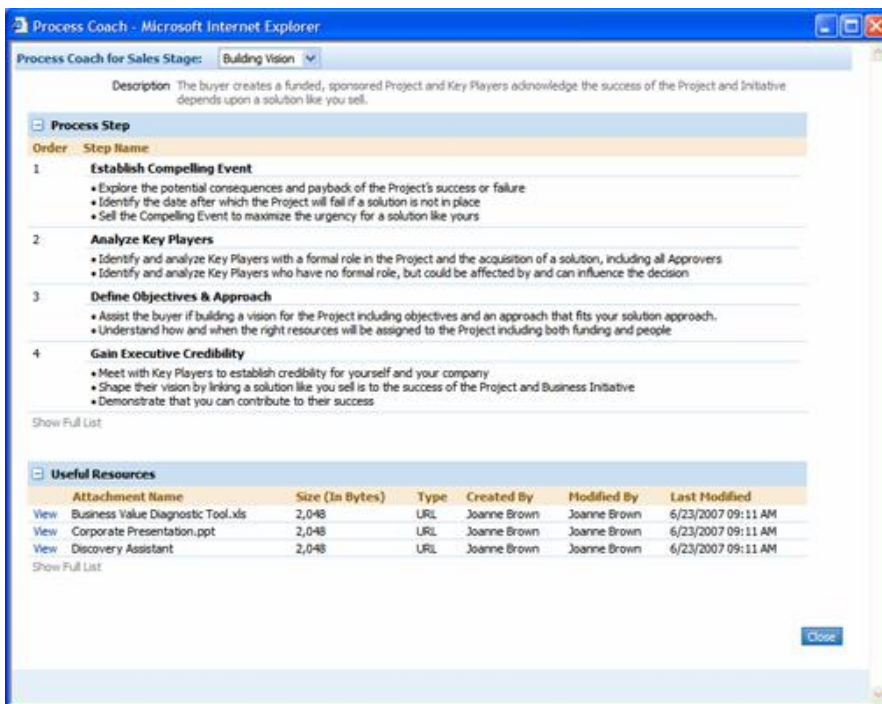 Process Coach - Microsoft Internet Explorer
Process Coach for Sales Stage: Building Vision
Description The buyer creates a funded, sponsored Project and Key Players acknowledge the success of the Project and Initiative
depends upon a solution like you sell.
Process Step
Order Step Name
1 Establish Compelling Event
• Explore the potential consequences and payback of the Project's success or failure
• Identify the date after which the Project will fail if a solution is not in place
• Sell the Compelling Event to maximize the urgency for a solution like yours
2 Analyze Key Players
• Identify and analyze Key Players with a formal role in the Project and the acquisition of a solution, including all Approvers
• Identify and analyze Key Players who have no formal role, but could be affected by and can influence the decision
3 Define Objectives & Approach
• Assist the buyer if building a vision for the Project including objectives and an approach that fits your solution approach.
• Understand how and when the right resources will be assigned to the Project including both funding and people
4 Gain Executive Credibility
• Meet with Key Players to establish credibility for yourself and your company
• Shape their vision by linking a solution like you sell is to the success of the Project and Business Initiative
• Demonstrate that you can contribute to their success
Show Full List
Useful Resources
Attachment Name Size (In Bytes) Type Created By Modified By Last Modified
View Business Value Diagnostic Tool.xls 2,048 URL Joanne Brown Joanne Brown 6/23/2007 09:11 AM
View Corporate Presentation.ppt 2,048 URL Joanne Brown Joanne Brown 6/23/2007 09:11 AM
View Discovery Assistant 2,048 URL Joanne Brown Joanne Brown 6/23/2007 09:11 AM
Show Full List
Close